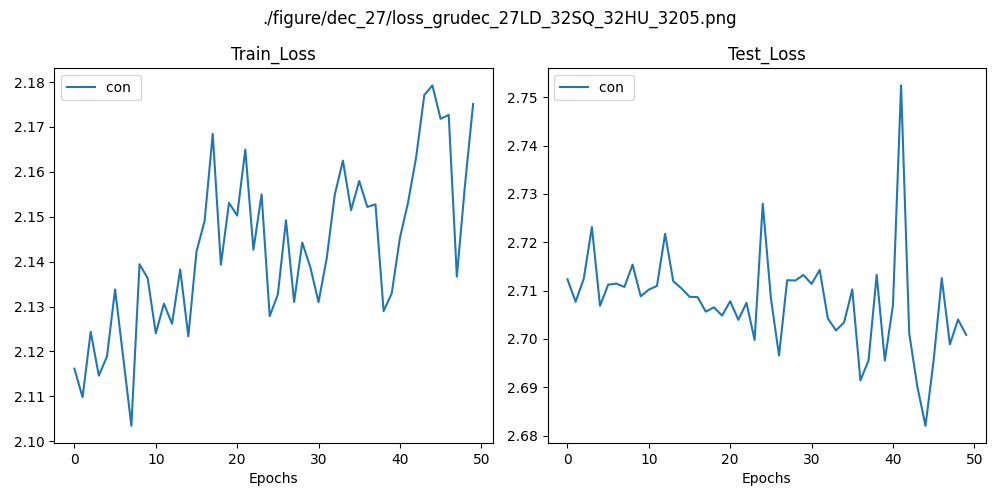 ./figure/dec_27/loss_grudec_27LD_32SQ_32HU_3205.png
Train_Loss
con
2.18
2.17
2.16
2.15
2.14
2.13
2.12
2.11
2.10
0 10 20 30 40 50
Epochs
Test_Loss
con
2.75
2.74
2.73
2.72
2.71
2.70
2.69
2.68
0 10 20 30 40 50
Epochs